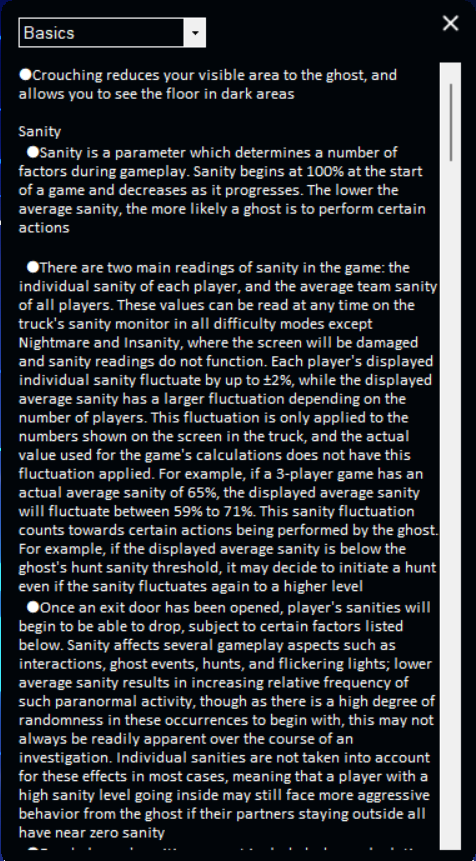 Basics
●Crouching reduces your visible area to the ghost, and
allows you to see the floor in dark areas
Sanity
●Sanity is a parameter which determines a number of
factors during gameplay. Sanity begins at 100% at the start
of a game and decreases as it progresses. The lower the
average sanity, the more likely a ghost is to perform certain
actions
●There are two main readings of sanity in the game: the
individual sanity of each player, and the average team sanity
of all players. These values can be read at any time on the
truck's sanity monitor in all difficulty modes except
Nightmare and Insanity, where the screen will be damaged
and sanity readings do not function. Each player's displayed
individual sanity fluctuate by up to ±2%, while the displayed
average sanity has a larger fluctuation depending on the
number of players. This fluctuation is only applied to the
numbers shown on the screen in the truck, and the actual
value used for the game's calculations does not have this
fluctuation applied. For example, if a 3-player game has an
actual average sanity of 65%, the displayed average sanity
will fluctuate between 59% to 71%. This sanity fluctuation
counts towards certain actions being performed by the ghost.
For example, if the displayed average sanity is below the
ghost's hunt sanity threshold, it may decide to initiate a hunt
even if the sanity fluctuates again to a higher level
●Once an exit door has been opened, player's sanities will
begin to be able to drop, subject to certain factors listed
below. Sanity affects several gameplay aspects such as
interactions, ghost events, hunts, and flickering lights; lower
average sanity results in increasing relative frequency of
such paranormal activity, though as there is a high degree of
randomness in these occurrences to begin with, this may not
always be readily apparent over the course of an
investigation. Individual sanities are not taken into account
for these effects in most cases, meaning that a player with a
high sanity level going inside may still face more aggressive
behavior from the ghost if their partners staying outside all
have near zero sanity